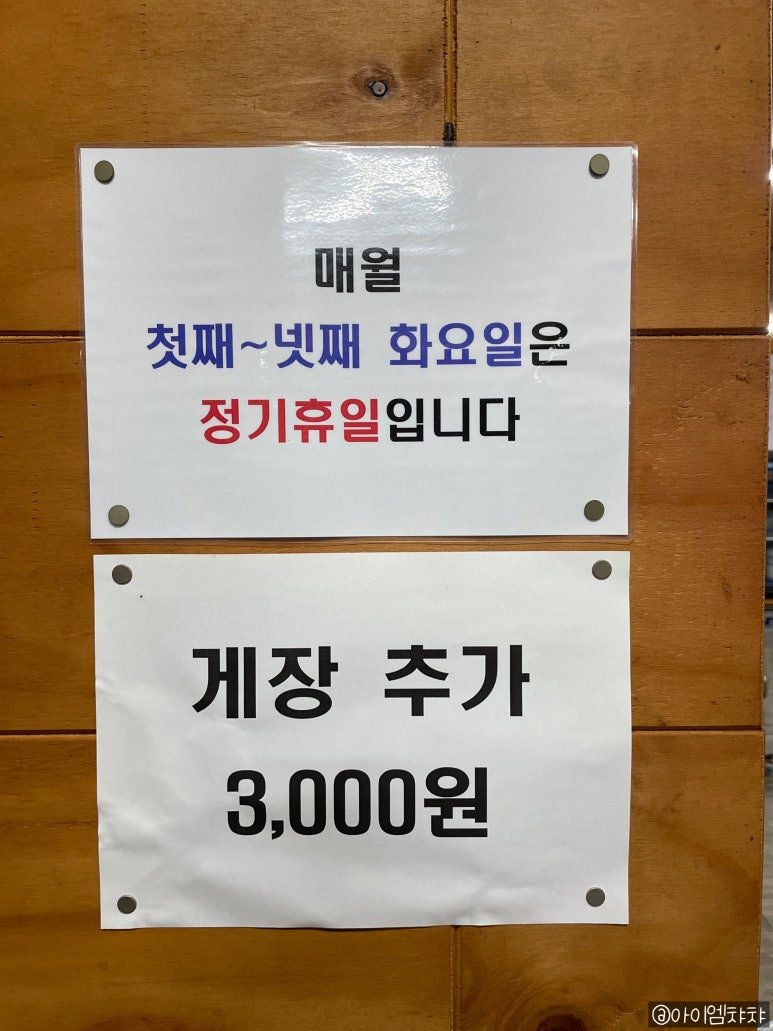 매월
첫째~넷째 화요일은
정기휴일입니다
게장 추가
3,000원
@아이엠챠챠